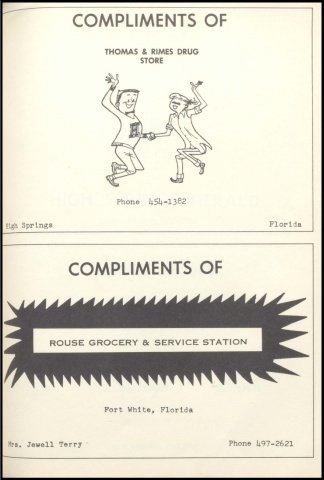 COMPLIMENTS OF
THOMAS & RIMES DRUG
STORE
Phone 454-1382
High Springs Florida
COMPLIMENTS OF
ROUSE GROCERY & SERVICE STATION
Fort White, Florida
Mrs. Jewell Terry Phone 497-2621